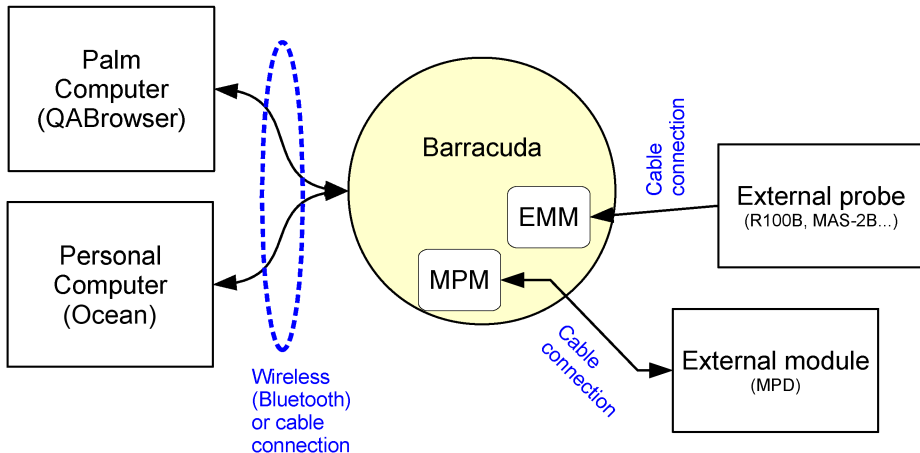 Palm
Computer
(QABrowser)
Personal
Computer
(Ocean)
Wireless
(Bluetooth)
or cable
connection
Barracuda
EMM
MPM
Cable
connection
External probe
(R100B, MAS-2B...)
Cable
connection
External module
(MPD)